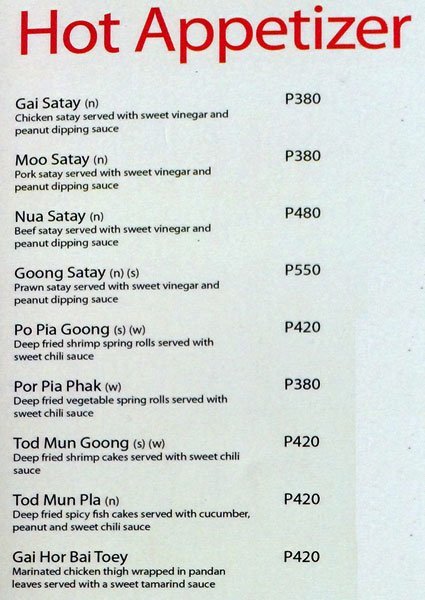 Hot Appetizer
Gai Satay (n) P380
Chicken satay served with sweet vinegar and
peanut dipping sauce
Moo Satay (n) P380
Pork satay served with sweet vinegar and
peanut dipping sauce
Nua Satay (n) P480
Beef satay served with sweet vinegar and
peanut dipping sauce
Goong Satay (n) (s) P550
Prawn satay served with sweet vinegar and
peanut dipping sauce
Po Pia Goong (s) (w) P420
Deep fried shrimp spring rolls served with
sweet chili sauce
Por Pia Phak (w) P380
Deep fried vegetable spring rolls served with
sweet chili sauce
Tod Mun Goong (s) (w) P420
Deep fried shrimp cakes served with sweet chili
sauce
Tod Mun Pla (n) P420
Deep fried spicy fish cakes served with cucumber,
peanut and sweet chili sauce
Gai Hor Bai Toey P420
Marinated chicken thigh wrapped in pandan
leaves served with a sweet tamarind sauce